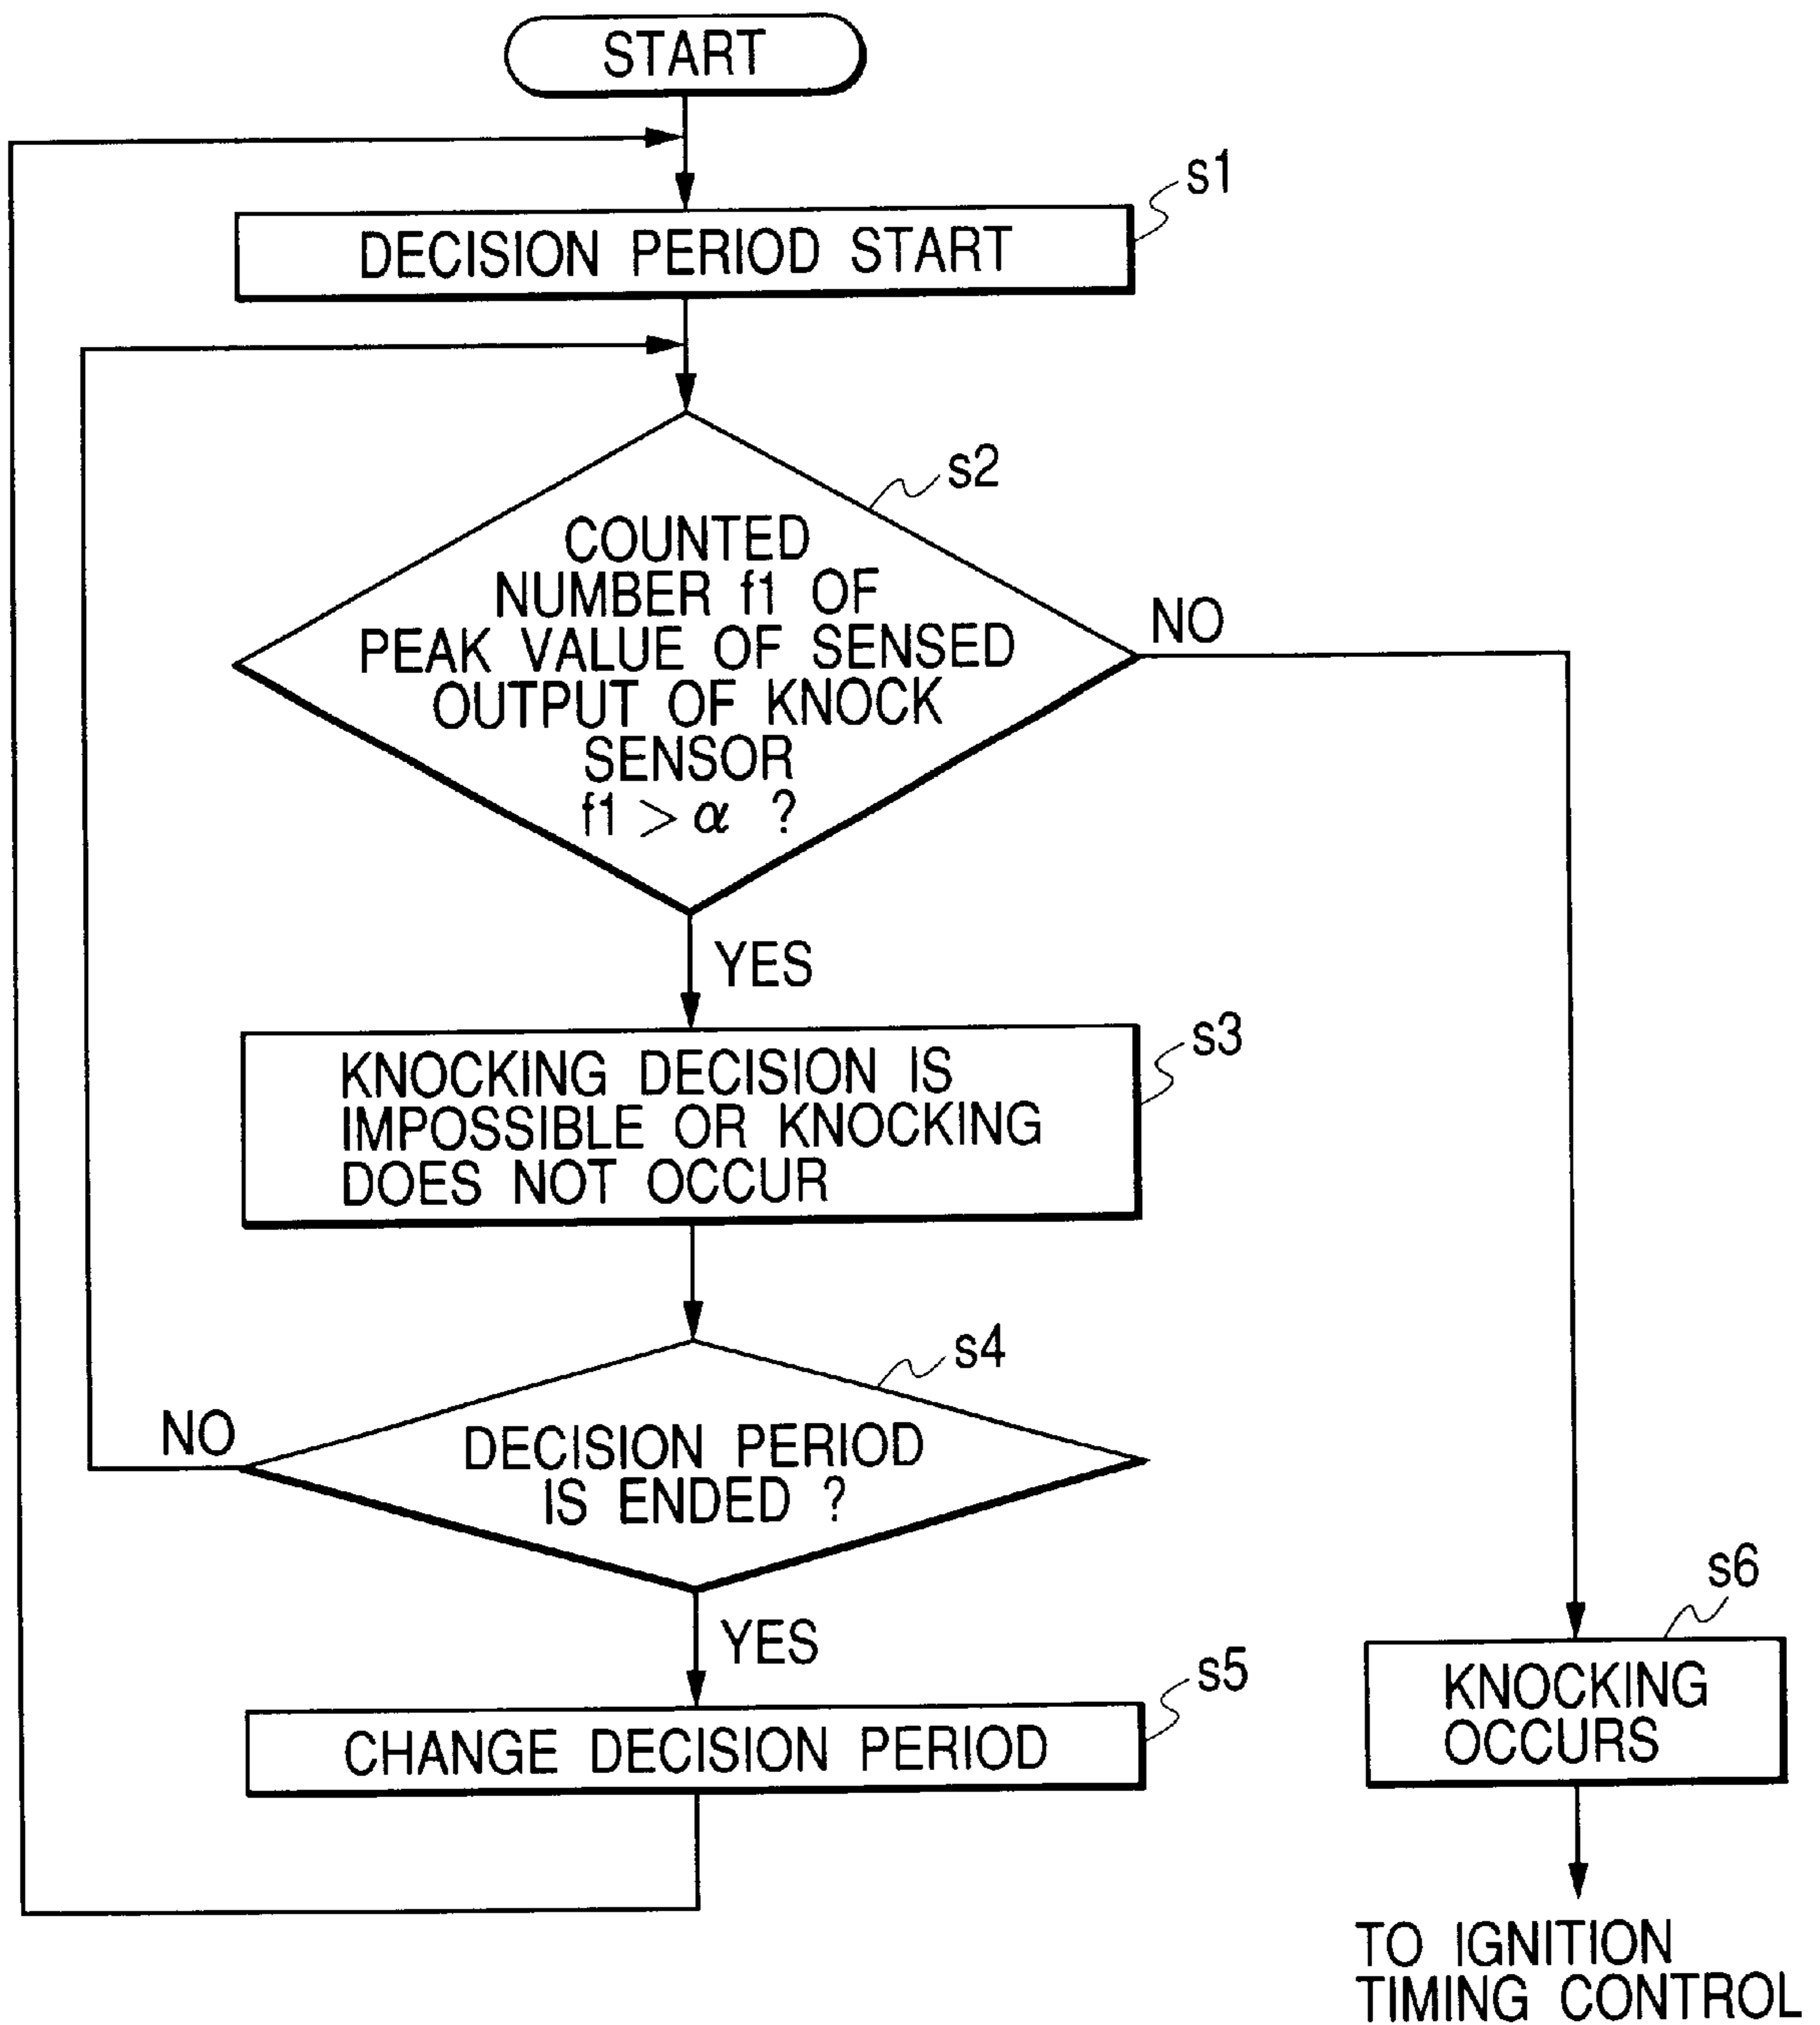 START
s1
DECISION PERIOD START
s2
COUNTED
NUMBER f1 OF
PEAK VALUE OF SENSED
OUTPUT OF KNOCK
SENSOR
f1 > α ?
NO
YES
s3
KNOCKING DECISION IS
IMPOSSIBLE OR KNOCKING
DOES NOT OCCUR
s4
NO
DECISION PERIOD
IS ENDED ?
YES
s5
CHANGE DECISION PERIOD
s6
KNOCKING
OCCURS
TO IGNITION
TIMING CONTROL